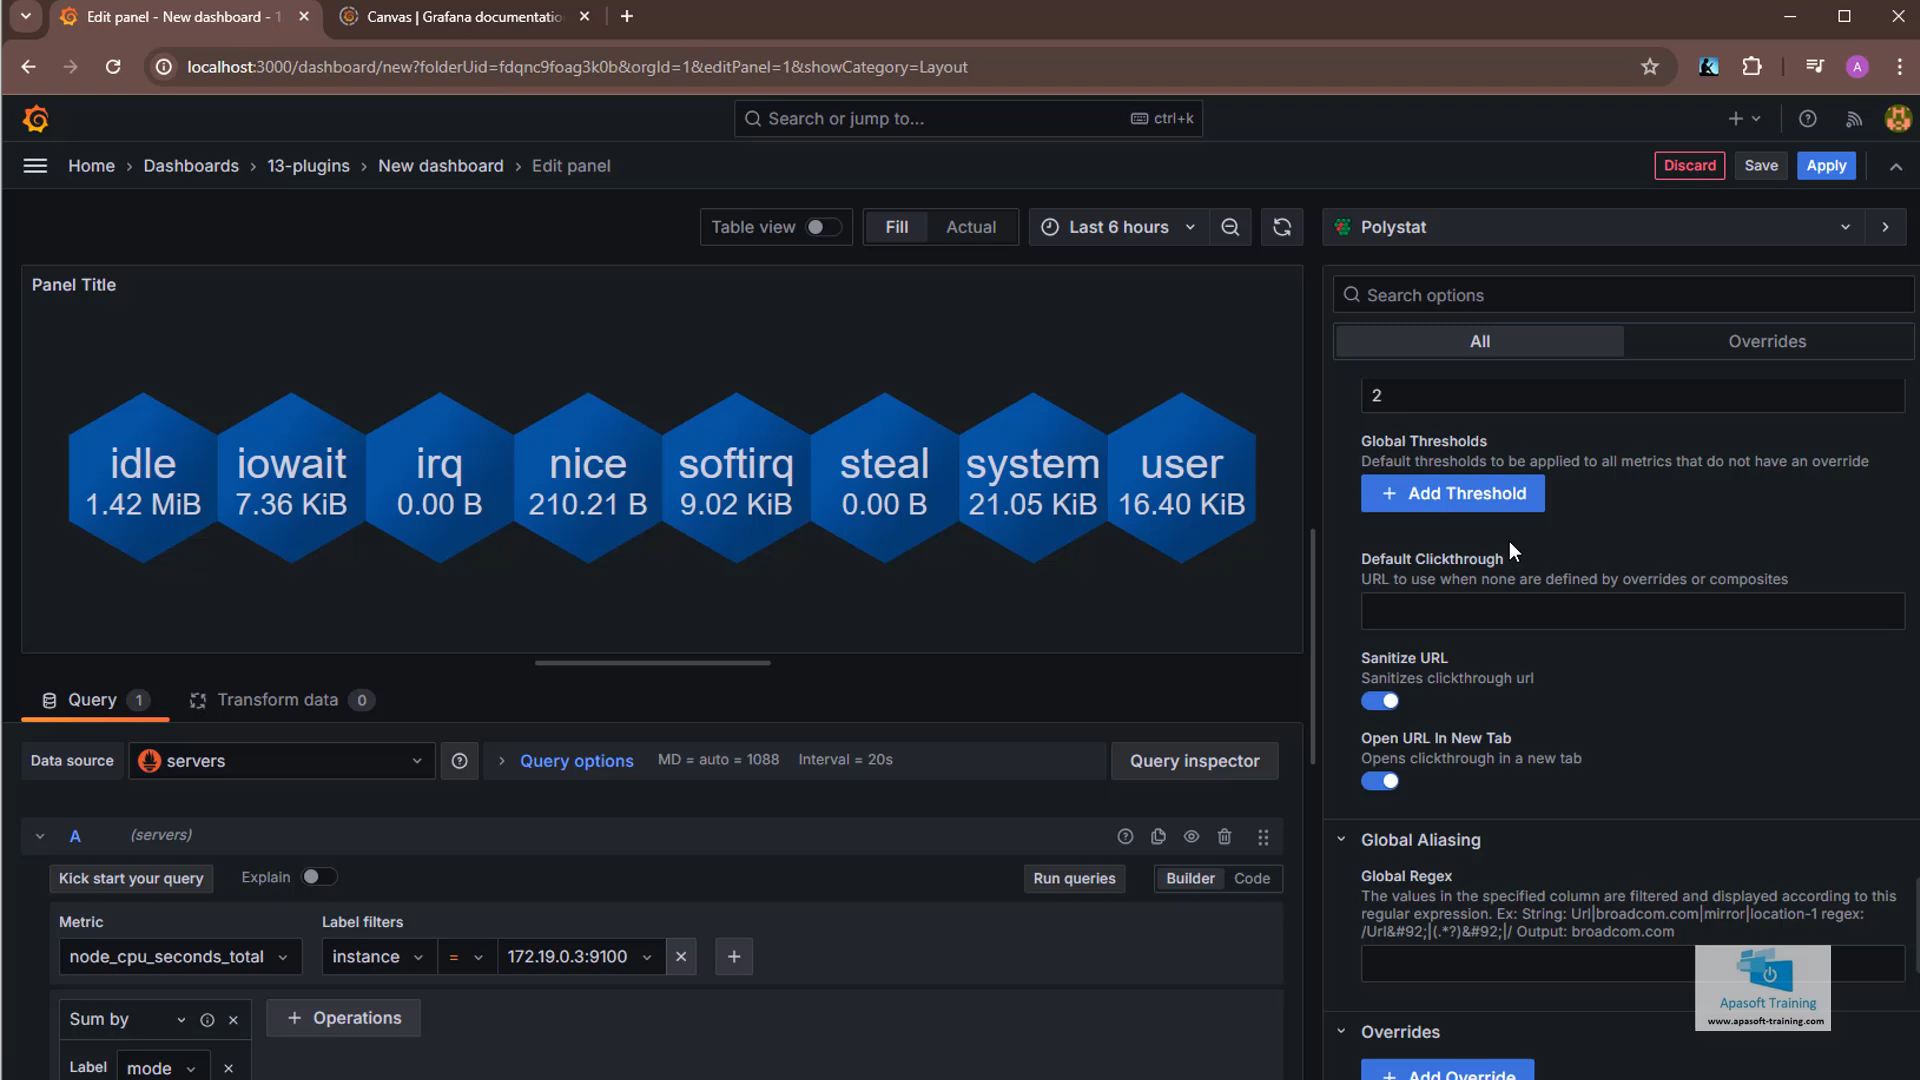 Edit panel - New dashboard - 1
Canvas | Grafana documentatio
localhost:3000/dashboard/new?folderUid=fdqnc9foag3k0b&orgId=1&editPanel=1&showCategory=Layout
A
Search or jump to...
ctrl+k
Home › Dashboards › 13-plugins › New dashboard › Edit panel
Discard
Save
Apply
Table view
Fill
Actual
Last 6 hours
Polystat
Panel Title
idle
1.42 MiB
iowait
7.36 KiB
irq
0.00 B
nice
210.21 B
softirq
9.02 KiB
steal
0.00 B
system
21.05 KiB
user
16.40 KiB
Search options
All
Overrides
2
Global Thresholds
Default thresholds to be applied to all metrics that do not have an override
+ Add Threshold
Default Clickthrough
URL to use when none are defined by overrides or composites
Sanitize URL
Sanitizes clickthrough url
Open URL In New Tab
Opens clickthrough in a new tab
Global Aliasing
Global Regex
The values in the specified column are filtered and displayed according to this
regular expression. Ex: String: Url|broadcom.com|mirror|location-1 regex:
/Url&#92;|(.*?)&#92;|/ Output: broadcom.com
Overrides
+ Add Override
Query 1
Transform data 0
Data source
servers
Query options
MD = auto = 1088
Interval = 20s
Query inspector
A
(servers)
Kick start your query
Explain
Run queries
Builder
Code
Metric
Label filters
node_cpu_seconds_total
instance
=
172.19.0.3:9100
Sum by
+ Operations
Label
mode
Apasoft Training
www.apasoft-training.com